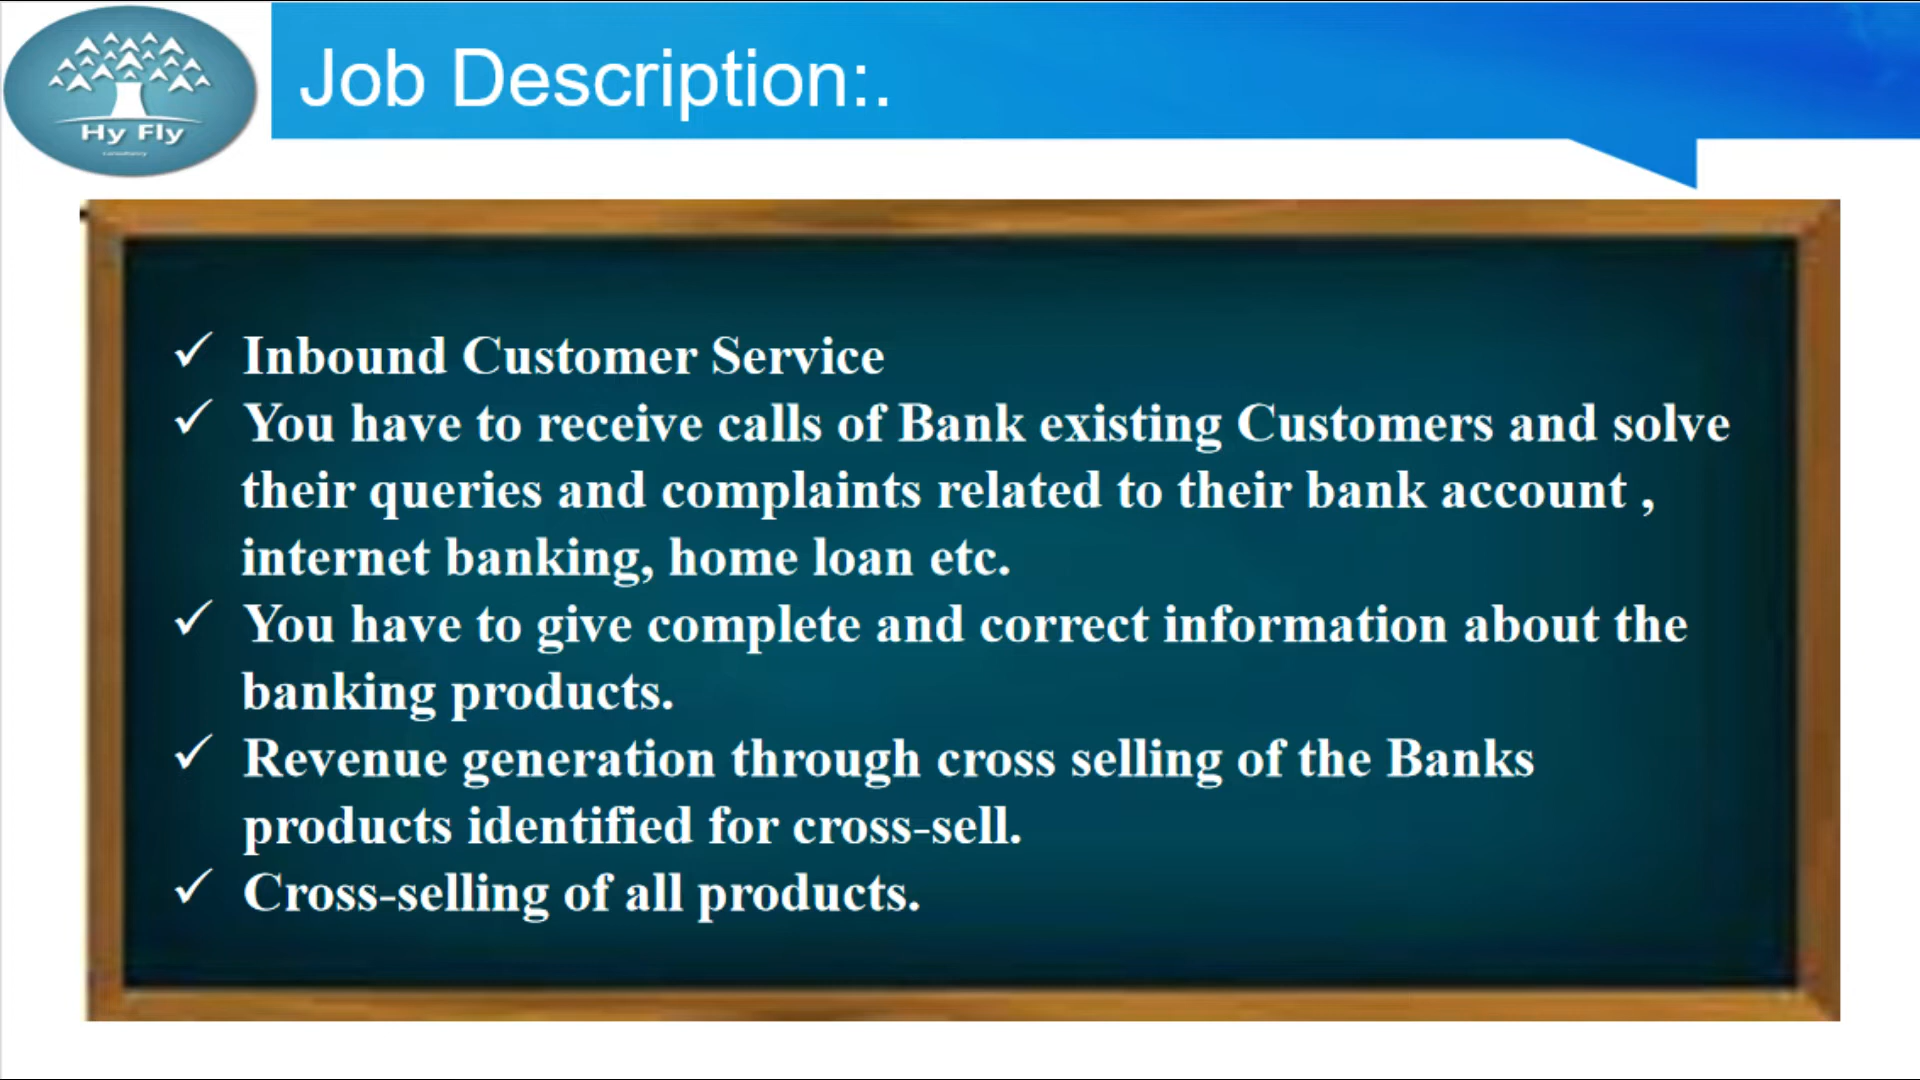 Hy Fly
Consultancy
Job Description:.
✓ Inbound Customer Service
✓ You have to receive calls of Bank existing Customers and solve
their queries and complaints related to their bank account ,
internet banking, home loan etc.
✓ You have to give complete and correct information about the
banking products.
✓ Revenue generation through cross selling of the Banks
products identified for cross-sell.
✓ Cross-selling of all products.